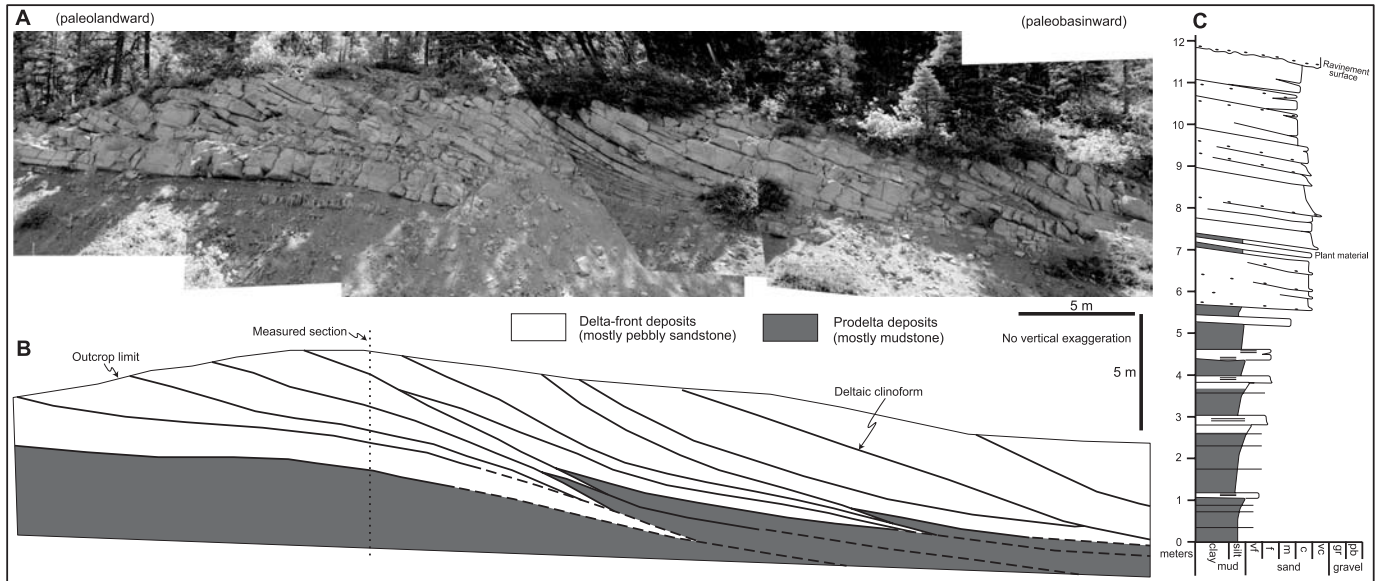 A
(paleolandward)
(paleobasinward)
C
12
11
10
9
8
7
6
5
4
3
2
1
0
Ravinement
surface
Plant material
meters
clay
silt
vf
f
m
c
vc
gr
pb
mud
sand
gravel
Measured section
Delta-front deposits
(mostly pebbly sandstone)
Prodelta deposits
(mostly mudstone)
5 m
No vertical exaggeration
5 m
B
Outcrop limit
Deltaic clinoform